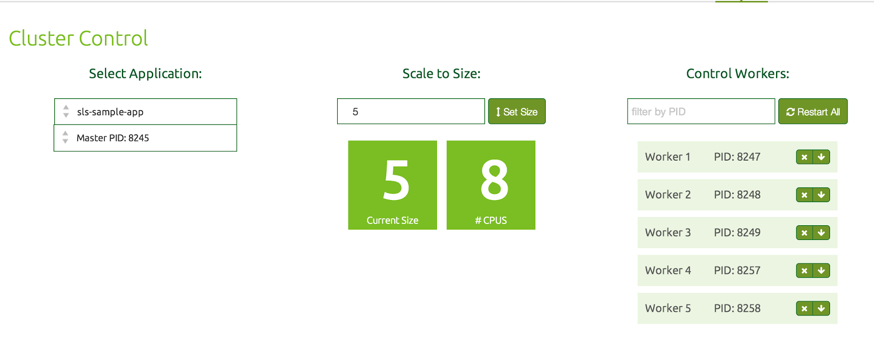 Cluster Control
Select Application:
sls-sample-app
Master PID: 8245
Scale to Size:
5
Set Size
5
Current Size
8
# CPUS
Control Workers:
filter by PID
Restart All
Worker 1 PID: 8247
Worker 2 PID: 8248
Worker 3 PID: 8249
Worker 4 PID: 8257
Worker 5 PID: 8258